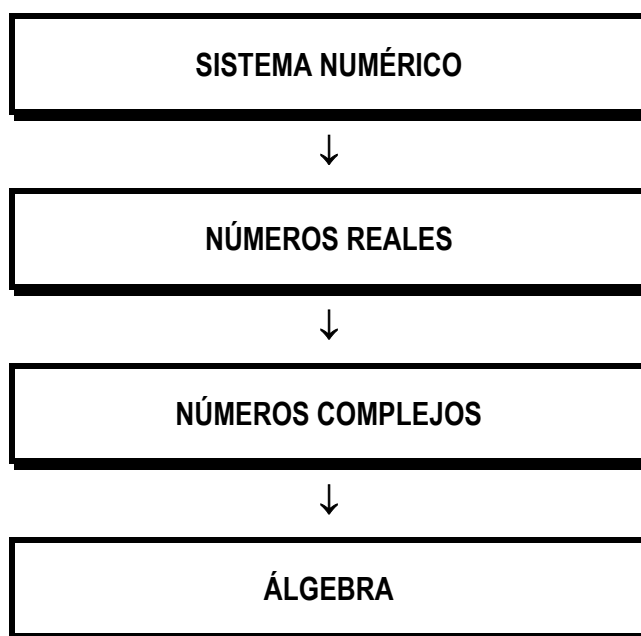 SISTEMA NUMÉRICO
↓
NÚMEROS REALES
↓
NÚMEROS COMPLEJOS
↓
ÁLGEBRA